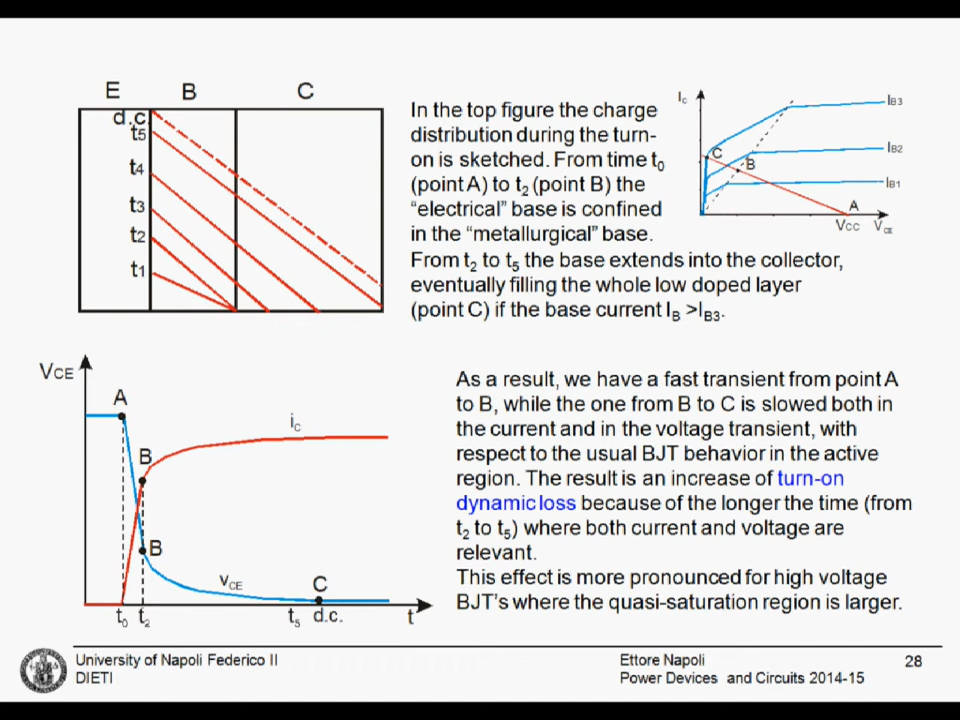 E B C
d.c.
t5
t4
t3
t2
t1
In the top figure the charge
distribution during the turn-
on is sketched. From time t0
(point A) to t2 (point B) the
“electrical” base is confined
in the “metallurgical” base.
From t2 to t5 the base extends into the collector,
eventually filling the whole low doped layer
(point C) if the base current IB >IB3.
Ic
IB3
IB2
IB1
C
B
A
VCC VCE
VCE
A
ic
B
B
VCE
C
t0 t2 t5 d.c. t
As a result, we have a fast transient from point A
to B, while the one from B to C is slowed both in
the current and in the voltage transient, with
respect to the usual BJT behavior in the active
region. The result is an increase of turn-on
dynamic loss because of the longer the time (from
t2 to t5) where both current and voltage are
relevant.
This effect is more pronounced for high voltage
BJT’s where the quasi-saturation region is larger.
University of Napoli Federico II
DIETI
Ettore Napoli
Power Devices and Circuits 2014-15
28